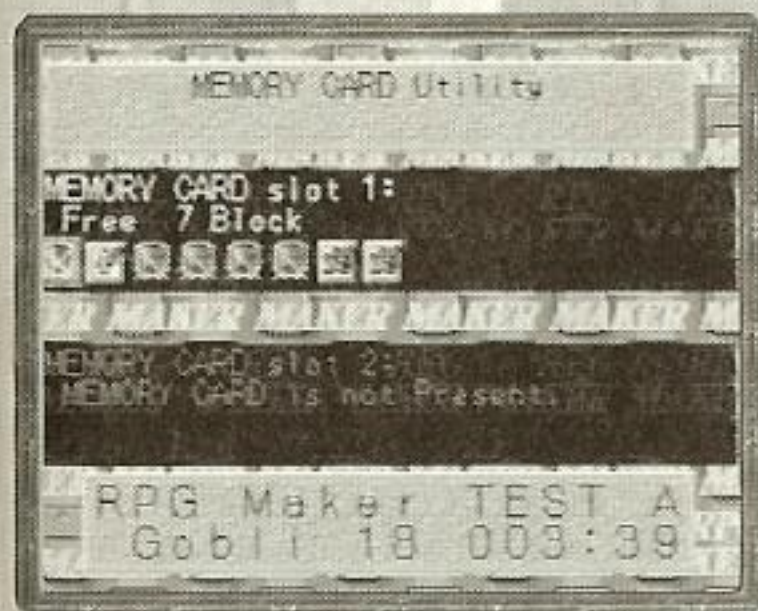 MEMORY CARD Utility
MEMORY CARD slot 1:
Free 7 Block
MAKER MAKER MAKER MAKER
MEMORY CARD slot 2:
MEMORY CARD is not Present.
RPG Maker TEST A
Gobli 18 003:39